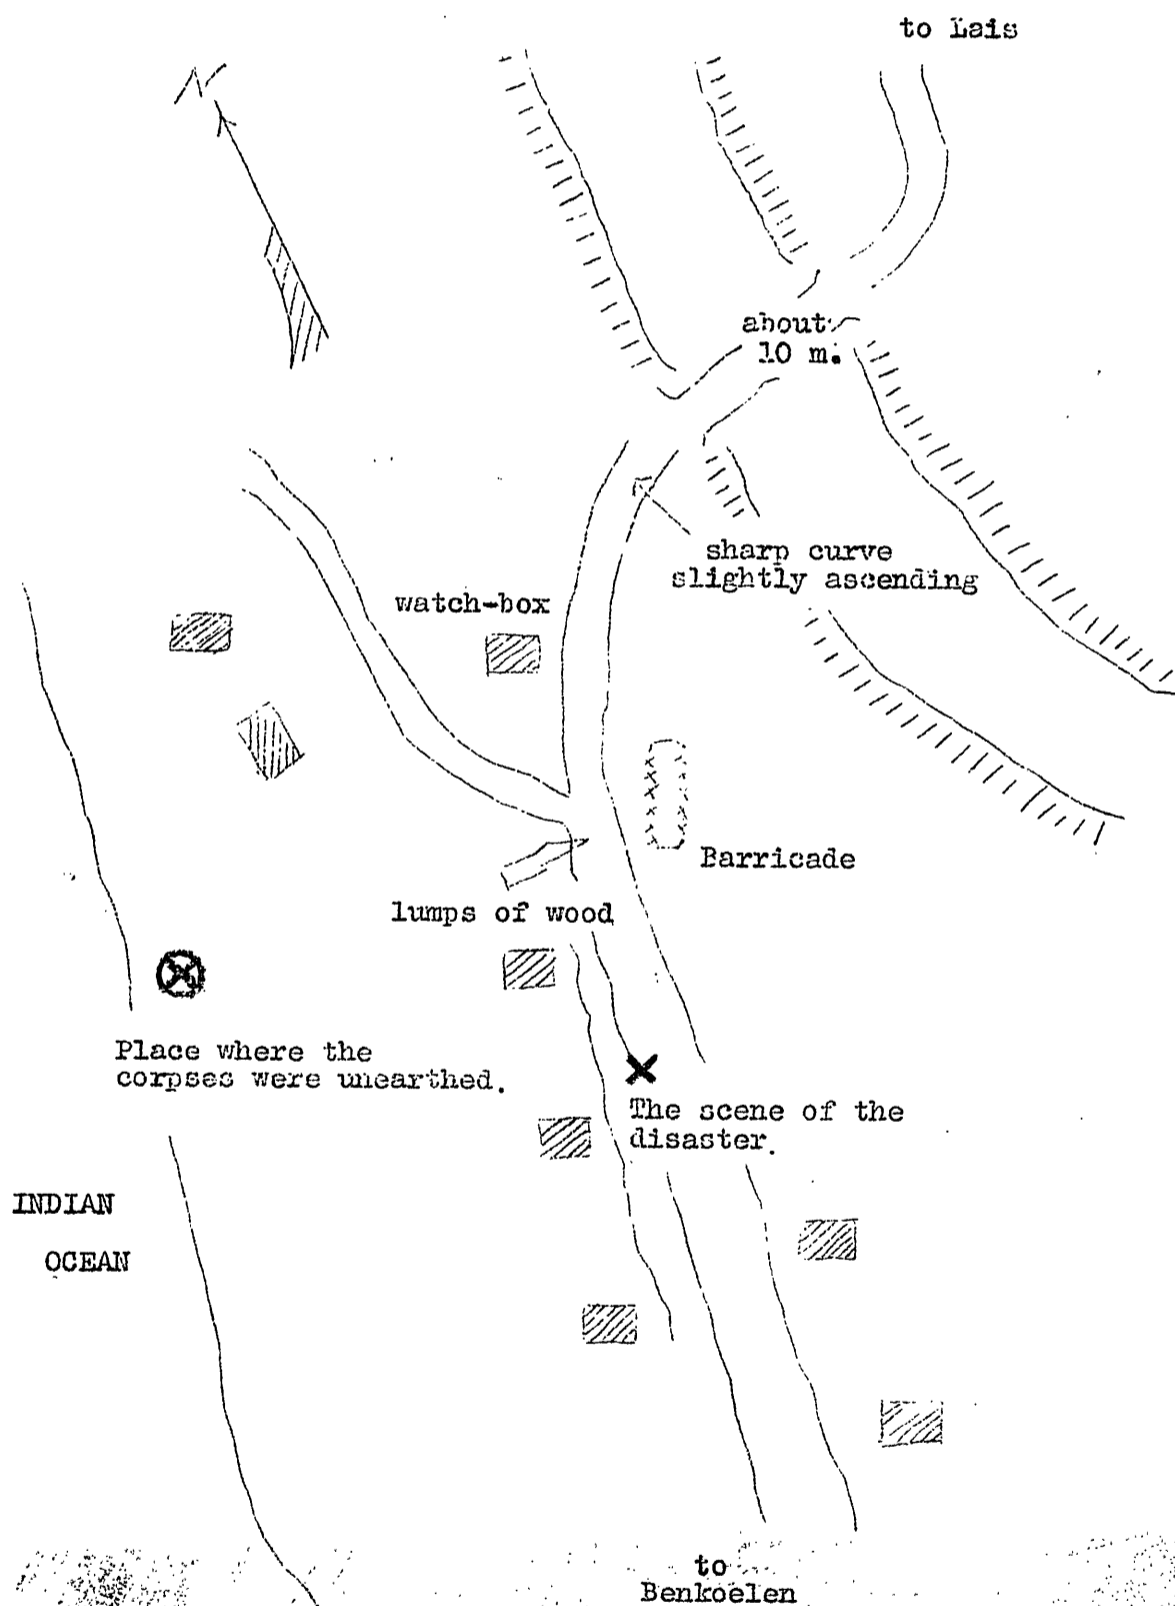 to Lais
N
about
10 m.
sharp curve
slightly ascending
watch-box
Barricade
lumps of wood
Place where the
corpses were unearthed.
The scene of the
disaster.
INDIAN
OCEAN
to
Benkoelen